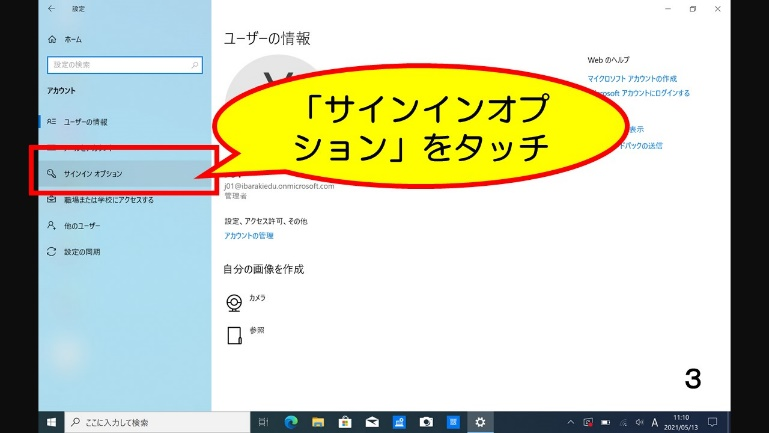 設定
ホーム
設定の検索
アカウント
ユーザーの情報
サインイン オプション
職場または学校にアクセスする
他のユーザー
設定の同期
ユーザーの情報
「サインインオプ
ション」をタッチ
j01@ibarakiedu.onmicrosoft.com
管理者
設定、アクセス許可、その他
アカウントの管理
自分の画像を作成
カメラ
参照
Web のヘルプ
マイクロソフト アカウントの作成
アカウントにログインする
表示
バックの送信
3
ここに入力して検索
A
11:10
2021/05/13